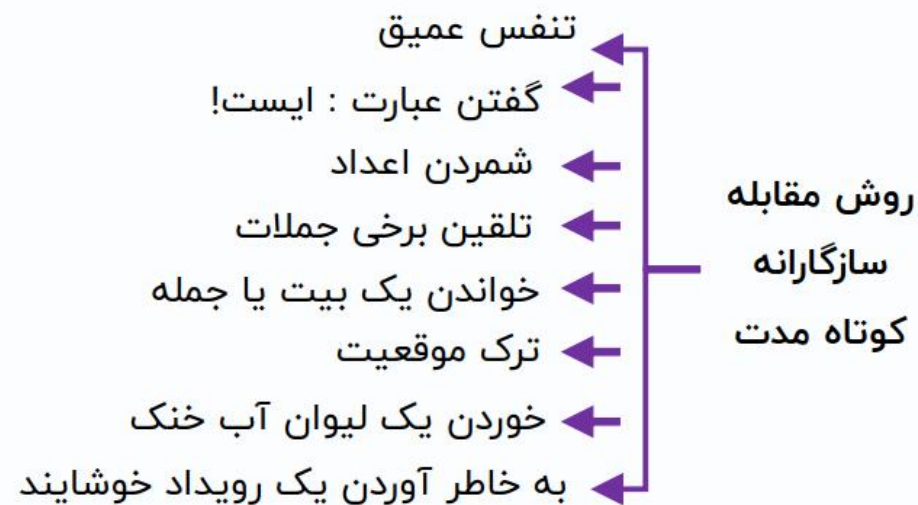 روش مقابله
سازگارانه
کوتاه مدت
تنفس عمیق
گفتن عبارت : ایست!
شمردن اعداد
تلقین برخی جملات
خواندن یک بیت یا جمله
ترک موقعیت
خوردن یک لیوان آب خنک
به خاطر آوردن یک رویداد خوشایند